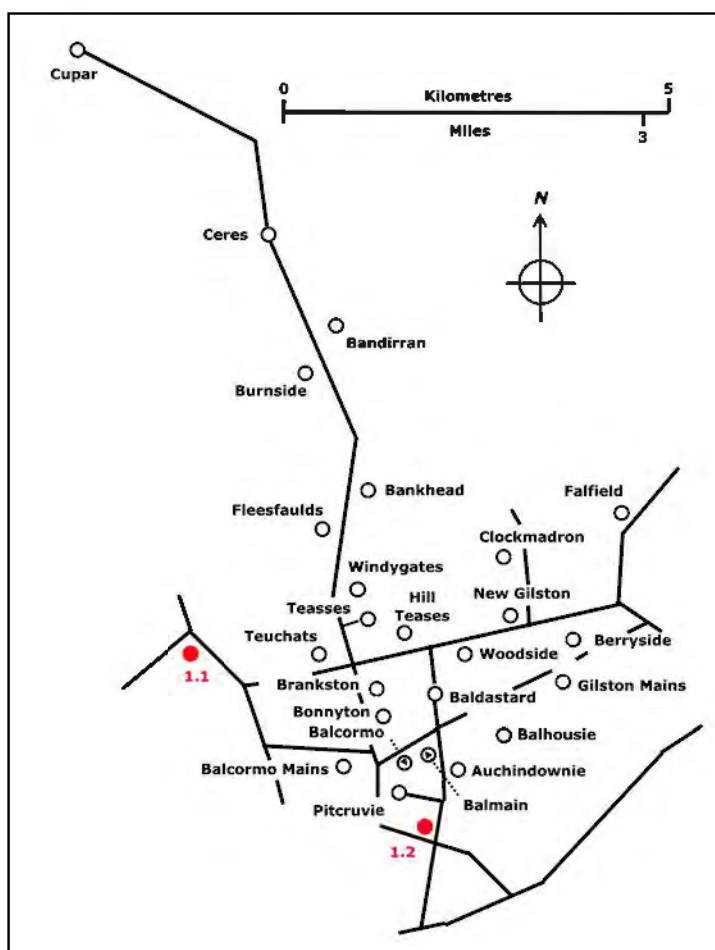 Cupar
0
Kilometres
5
Miles
3
N
Ceres
Bandirran
Burnside
Bankhead
Falfield
Fleesfaulds
Clockmadron
Windygates
Hill
Teases
New Gilston
Teasses
Teuchats
Berryside
Woodside
1.1
Brankston
Baldastard
Gilston Mains
Bonnyton
Balcormo
Balhousie
Balcormo Mains
Auchindownie
Pitcruvie
Balmain
1.2